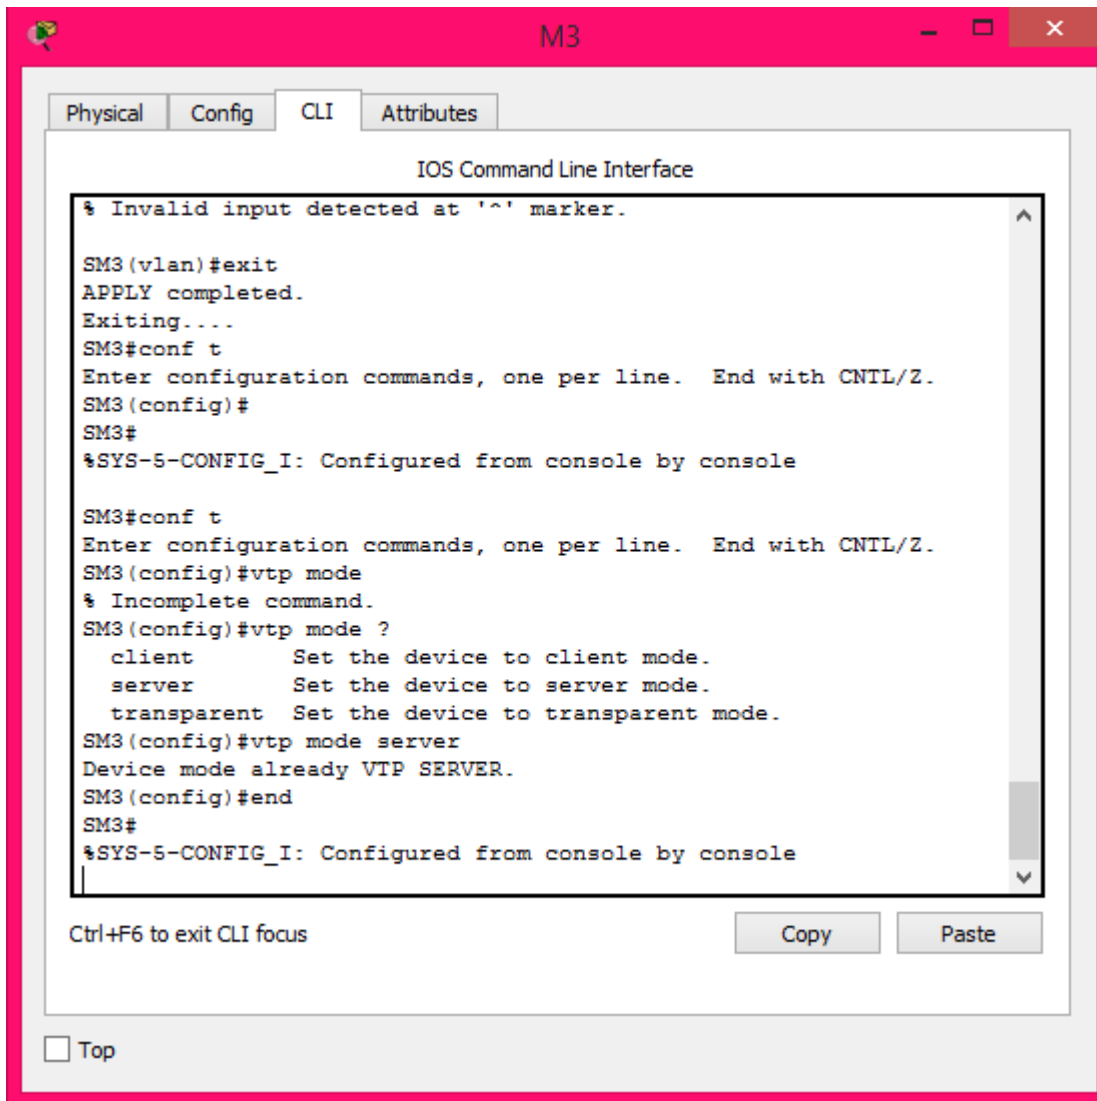 M3
Physical Config CLI Attributes
IOS Command Line Interface
% Invalid input detected at '^' marker.
SM3(vlan)#exit
APPLY completed.
Exiting....
SM3#conf t
Enter configuration commands, one per line.  End with CNTL/Z.
SM3(config)#
SM3#
%SYS-5-CONFIG_I: Configured from console by console
SM3#conf t
Enter configuration commands, one per line.  End with CNTL/Z.
SM3(config)#vtp mode
% Incomplete command.
SM3(config)#vtp mode ?
  client       Set the device to client mode.
  server       Set the device to server mode.
  transparent  Set the device to transparent mode.
SM3(config)#vtp mode server
Device mode already VTP SERVER.
SM3(config)#end
SM3#
%SYS-5-CONFIG_I: Configured from console by console
Ctrl+F6 to exit CLI focus Copy Paste
Top